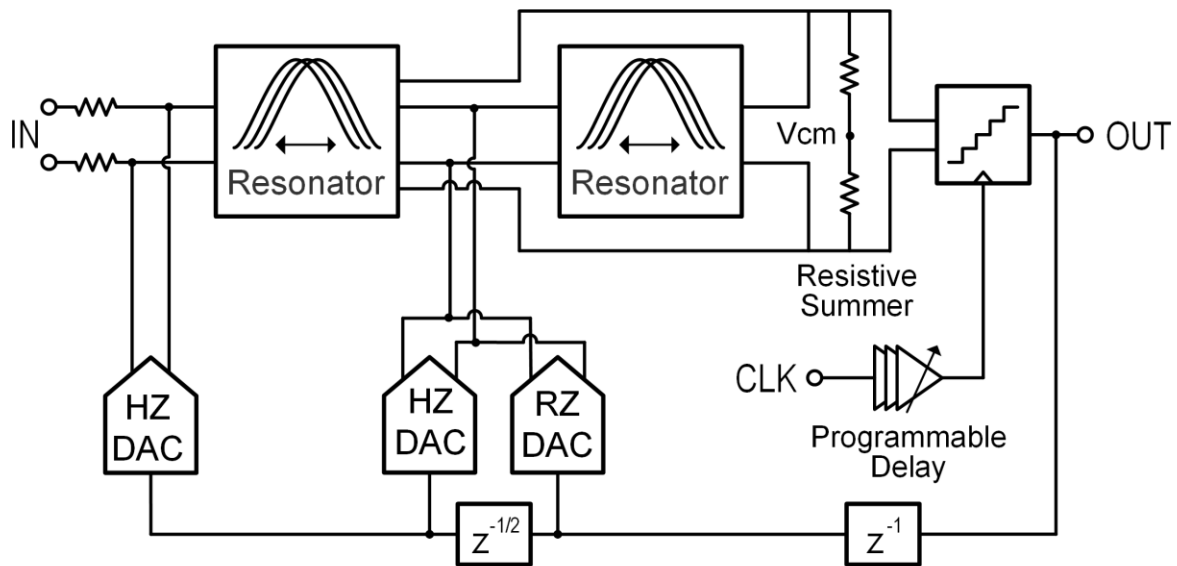 IN
Resonator
Resonator
Vcm
OUT
Resistive
Summer
HZ
DAC
HZ
DAC
RZ
DAC
CLK
Programmable
Delay
z^-1/2
z^-1